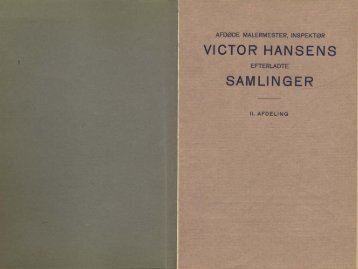 AFDØDE MALERMESTER, INSPEKTØR
VICTOR HANSENS
EFTERLADTE
SAMLINGER
II. AFDELING